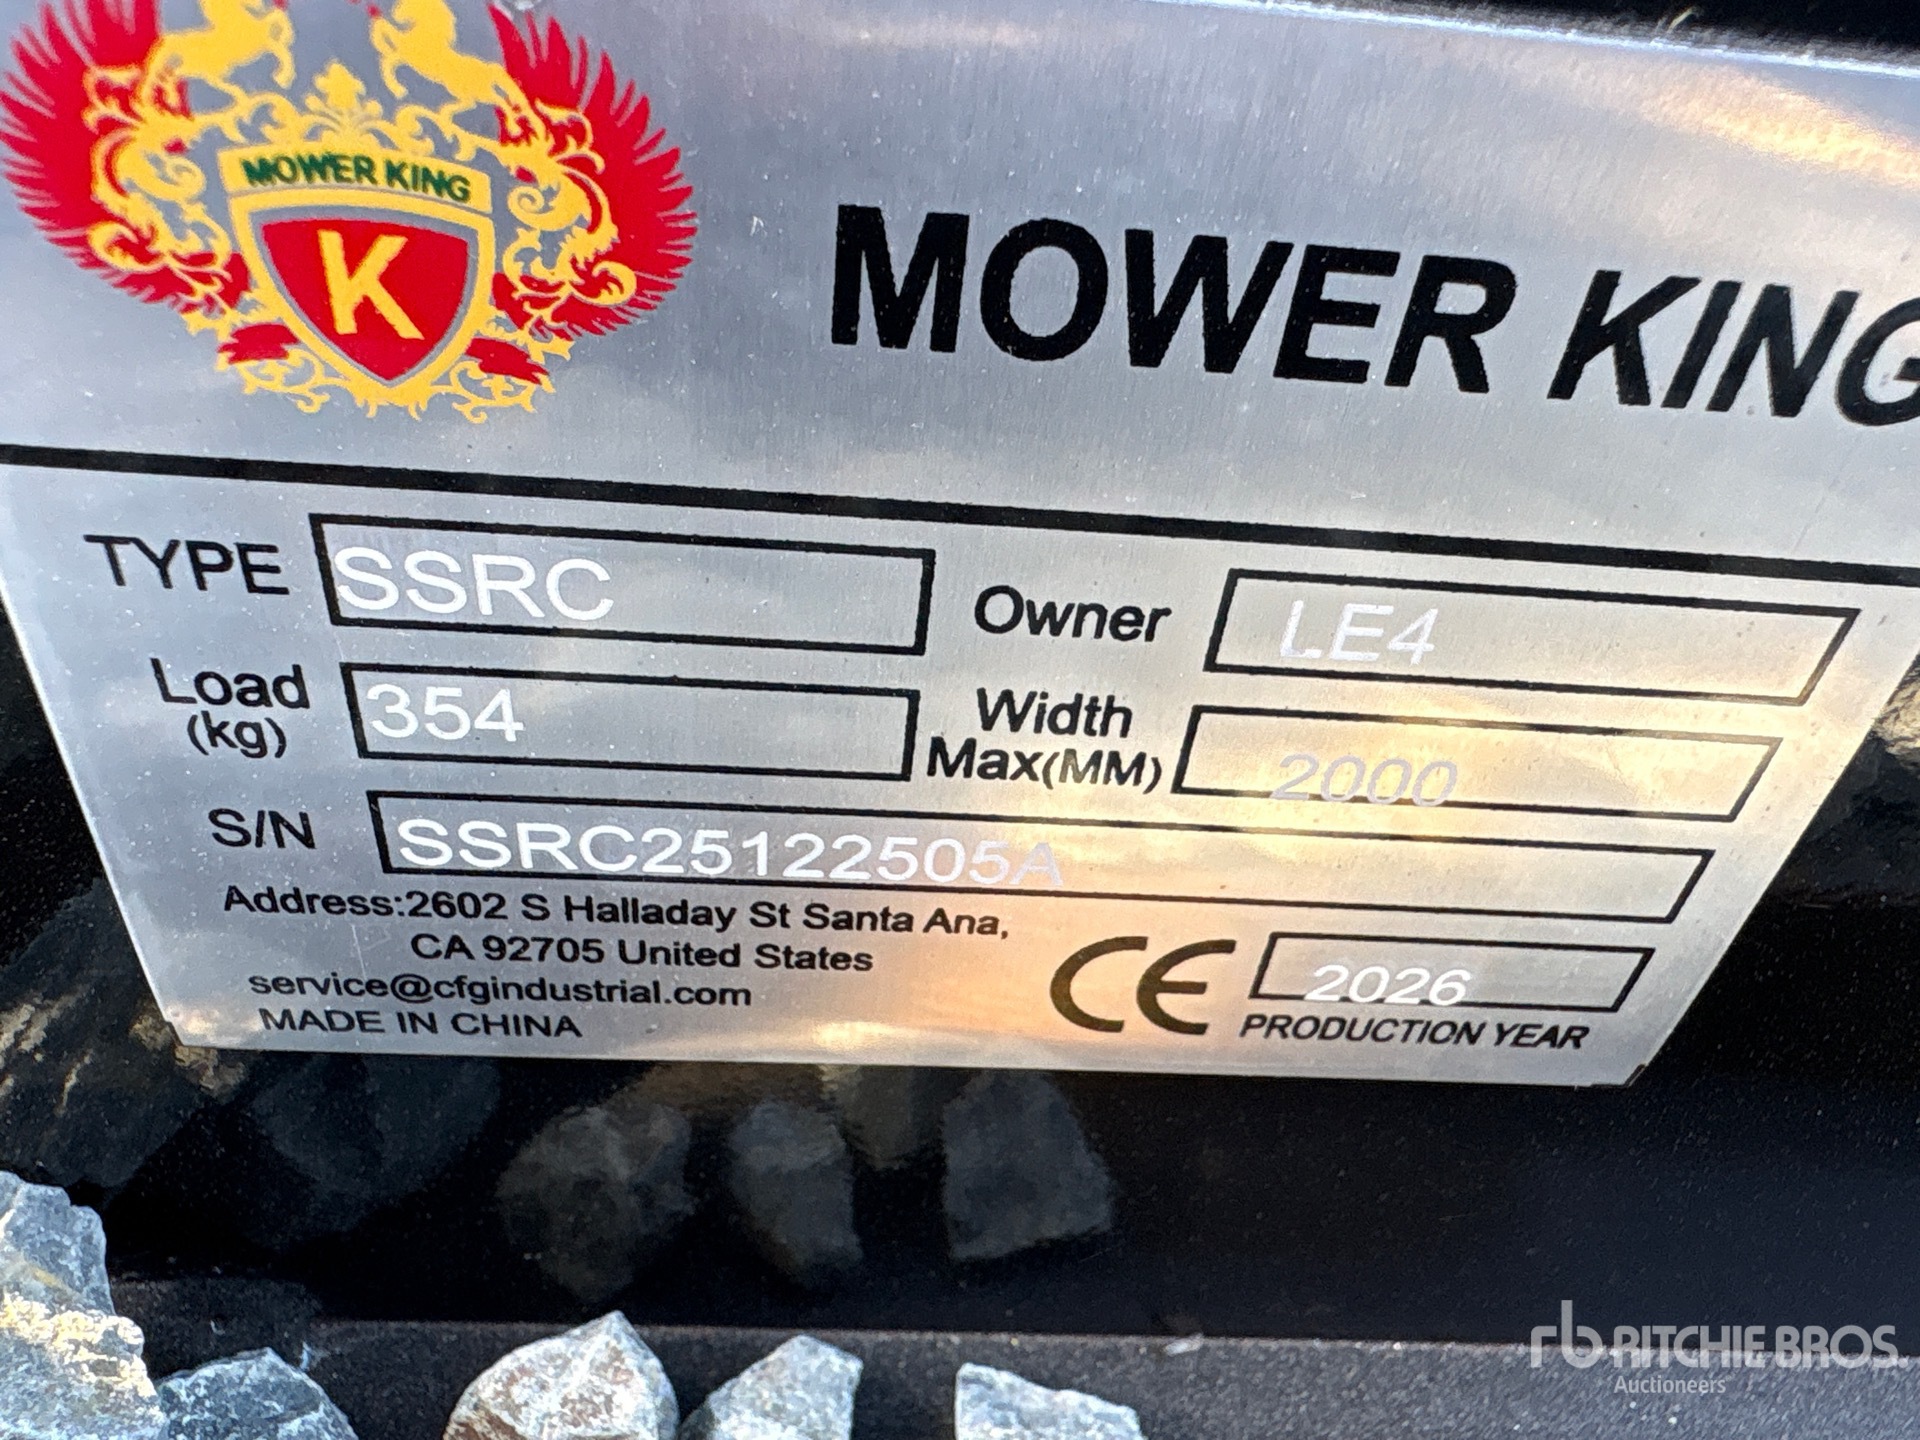 MOWER KING
K
MOWER KING
TYPE SSRC
Owner LE4
Load (kg) 354
Width Max(MM) 2000
S/N SSRC25122505A
Address:2602 S Halladay St Santa Ana,
CA 92705 United States
service@cfgindustrial.com
MADE IN CHINA
CE
2026
PRODUCTION YEAR
rb RITCHIE BROS.
Auctioneers